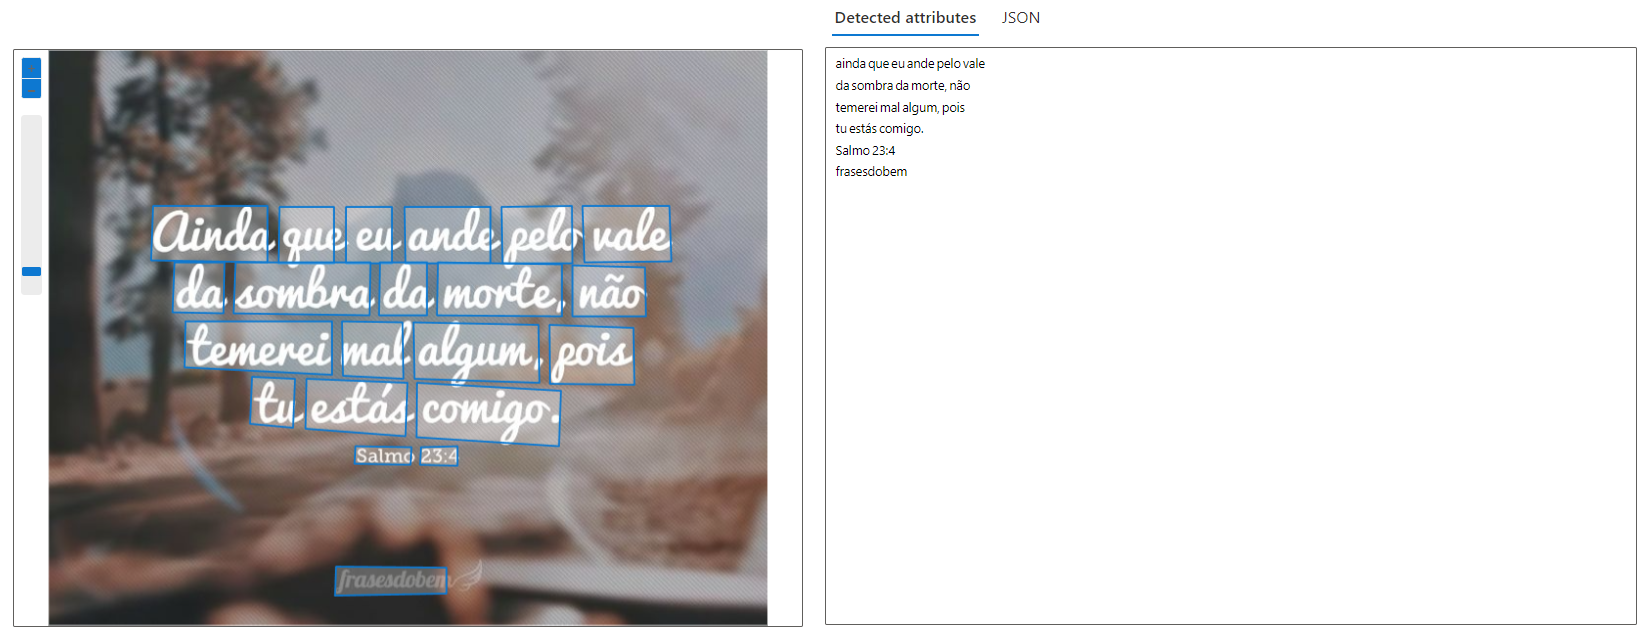 Detected attributes JSON
Ainda que eu ande pelo vale
da sombra da morte, não
temerei mal algum, pois
tu estás comigo.
Salmo 23:4
frasesdobem
ainda que eu ande pelo vale
da sombra da morte, não
temerei mal algum, pois
tu estás comigo.
Salmo 23:4
frasesdobem